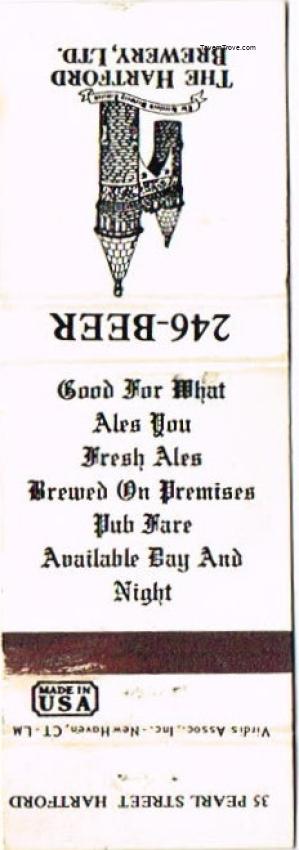 TavernTrove.com
THE HARTFORD
BREWERY, LTD.
246-BEER
Good For What
Ales You
Fresh Ales
Brewed On Premises
Pub Fare
Available Day And
Night
MADE IN
USA
Virdis Assoc., Inc. - New Haven, CT - LM
35 PEARL STREET HARTFORD